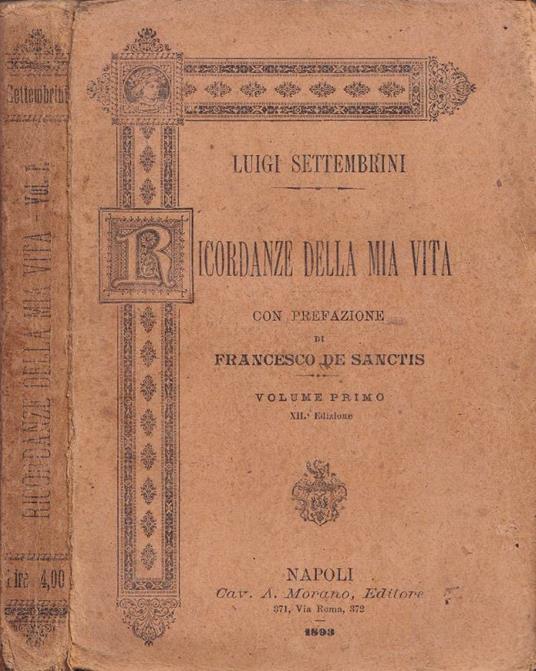 Settembrini
RICORDANZE DELLA MIA VITA - Vol. I.
Lire 4,00
LUIGI SETTEMBRINI
RICORDANZE DELLA MIA VITA
CON PREFAZIONE
DI
FRANCESCO DE SANCTIS
VOLUME PRIMO
XII.ª Edizione
NAPOLI
Cav. A. Morano, Editore
371, Via Roma, 372
1893